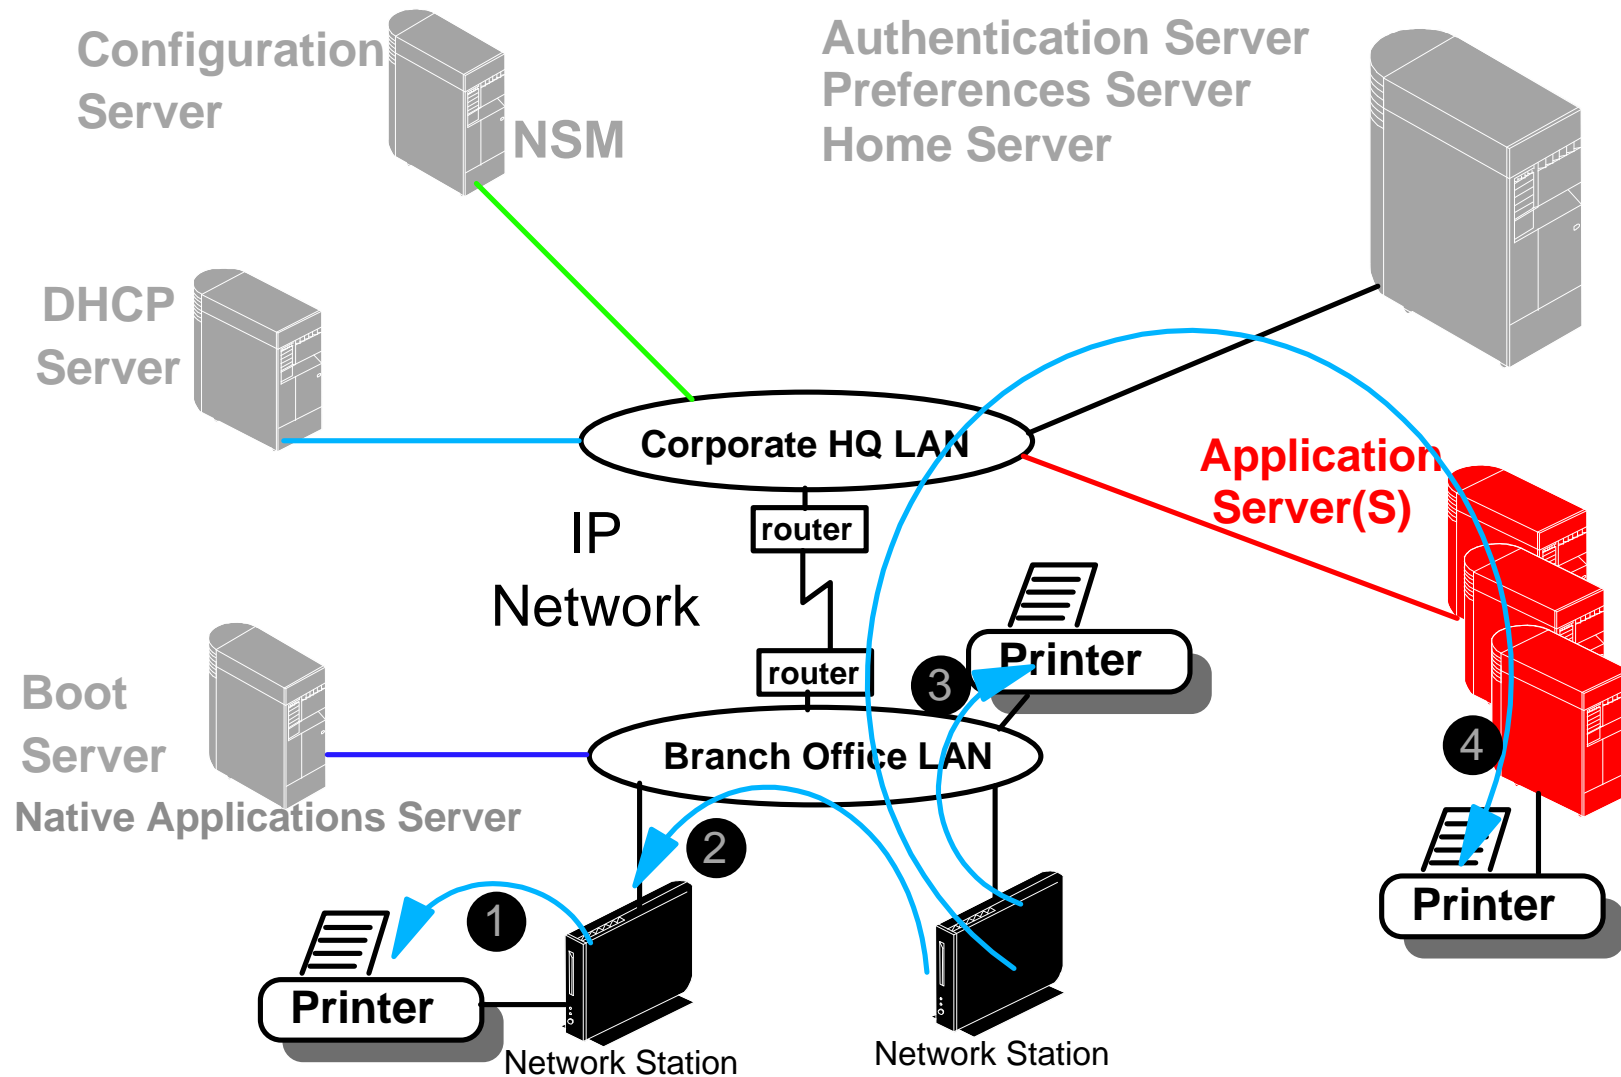 Configuration
Server
NSM
Authentication Server
Preferences Server
Home Server
DHCP
Server
Corporate HQ LAN
Application
Server(S)
IP
Network
router
router
Printer
3
Boot
Server
Native Applications Server
Branch Office LAN
4
2
1
Printer
Printer
Network Station
Network Station